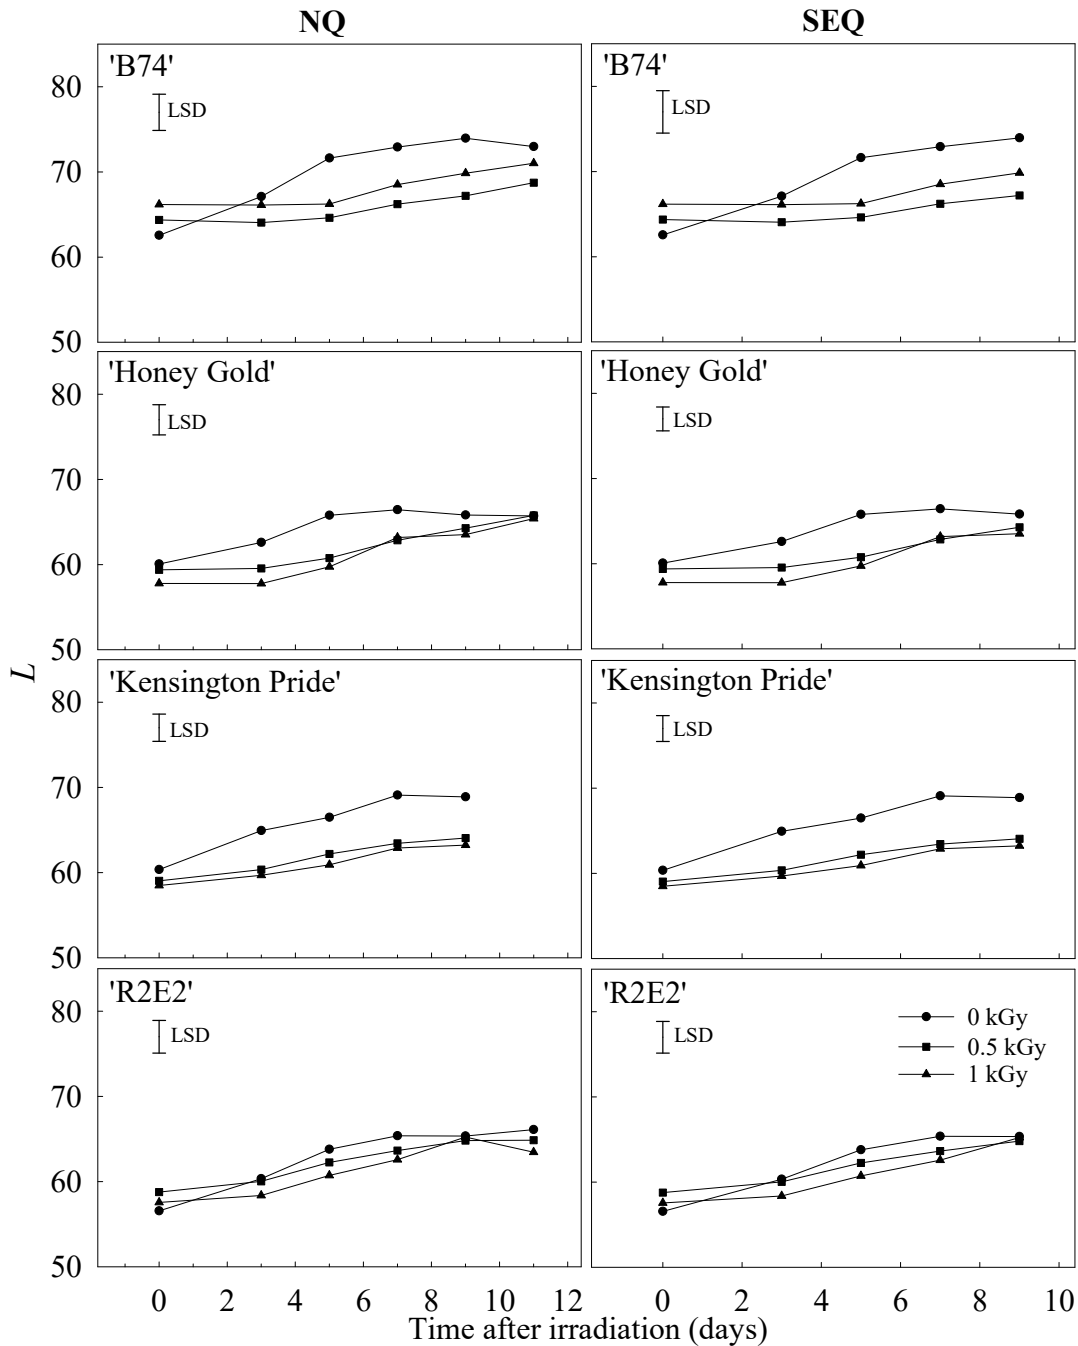 NQ SEQ
'B74' 'B74'
80
LSD LSD
70
60
50
'Honey Gold' 'Honey Gold'
80
LSD LSD
70
60
50
L
'Kensington Pride' 'Kensington Pride'
80
LSD LSD
70
60
50
'R2E2' 'R2E2'
80
LSD LSD
0 kGy
0.5 kGy
1 kGy
70
60
50
0 2 4 6 8 10 12 0 2 4 6 8 10
Time after irradiation (days)